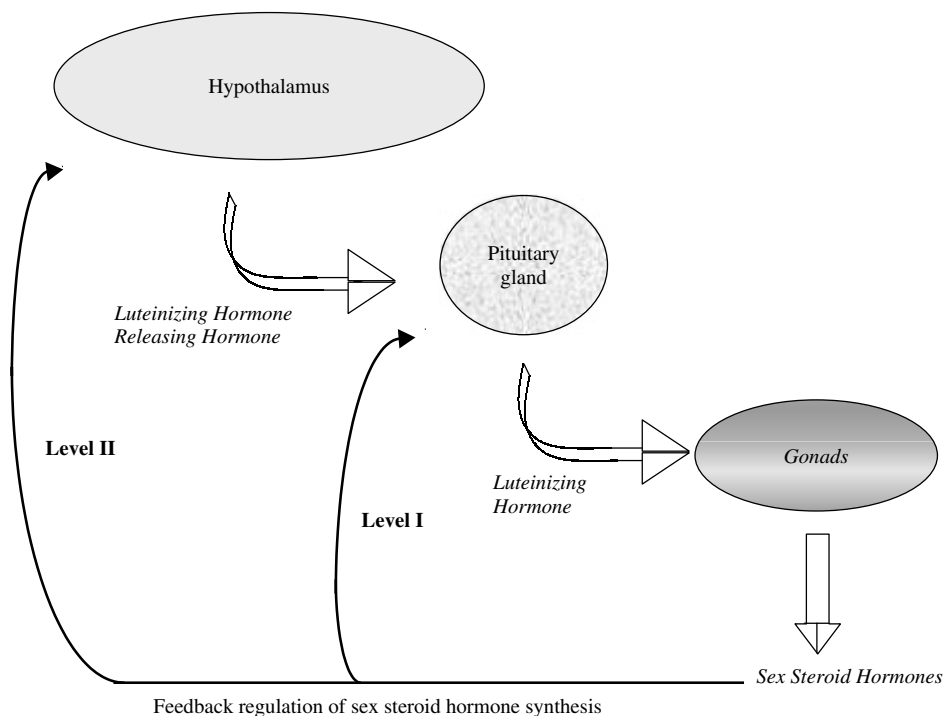 Hypothalamus
Pituitary
gland
Luteinizing Hormone
Releasing Hormone
Level II
Gonads
Luteinizing
Hormone
Level I
Sex Steroid Hormones
Feedback regulation of sex steroid hormone synthesis